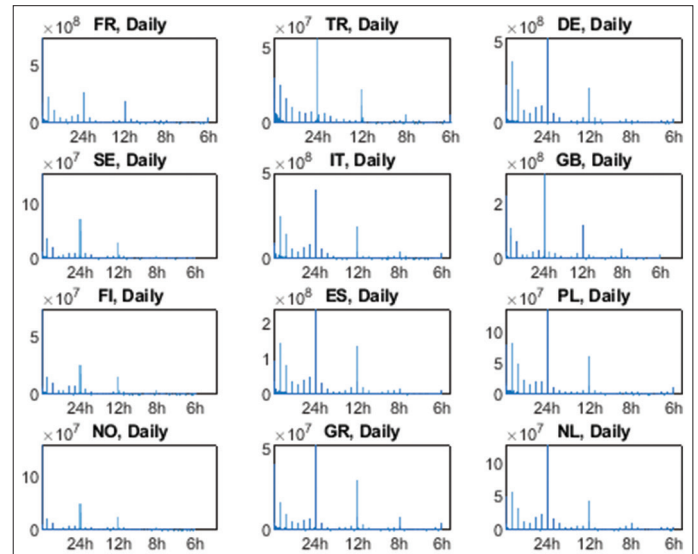 ×10⁸ FR, Daily
5
0
24h 12h 8h 6h
×10⁷ TR, Daily
5
0
24h 12h 8h 6h
×10⁸ DE, Daily
5
0
24h 12h 8h 6h
×10⁷ SE, Daily
10
0
24h 12h 8h 6h
×10⁸ IT, Daily
5
0
24h 12h 8h 6h
×10⁸ GB, Daily
2
0
24h 12h 8h 6h
×10⁷ FI, Daily
5
0
24h 12h 8h 6h
×10⁸ ES, Daily
2
1
0
24h 12h 8h 6h
×10⁷ PL, Daily
10
5
0
24h 12h 8h 6h
×10⁷ NO, Daily
10
0
24h 12h 8h 6h
×10⁷ GR, Daily
5
0
24h 12h 8h 6h
×10⁷ NL, Daily
10
5
0
24h 12h 8h 6h